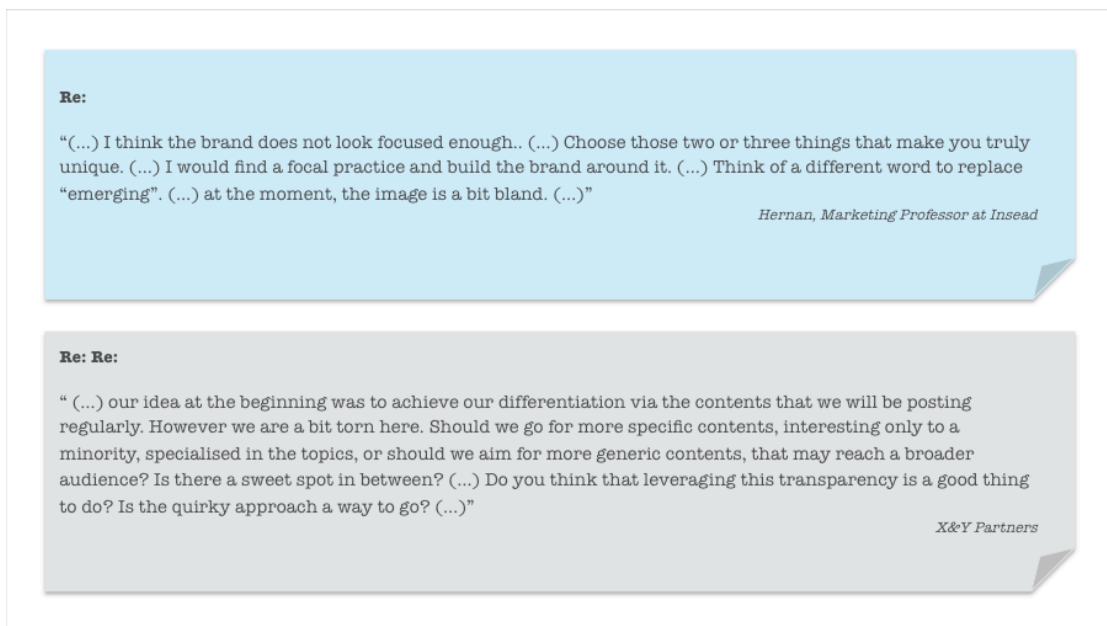 Re:
“(...) I think the brand does not look focused enough.. (...) Choose those two or three things that make you truly
unique. (...) I would find a focal practice and build the brand around it. (...) Think of a different word to replace
“emerging”. (...) at the moment, the image is a bit bland. (...)”
Hernan, Marketing Professor at Insead
Re: Re:
“ (...) our idea at the beginning was to achieve our differentiation via the contents that we will be posting
regularly. However we are a bit torn here. Should we go for more specific contents, interesting only to a
minority, specialised in the topics, or should we aim for more generic contents, that may reach a broader
audience? Is there a sweet spot in between? (...) Do you think that leveraging this transparency is a good thing
to do? Is the quirky approach a way to go? (...)”
X&Y Partners